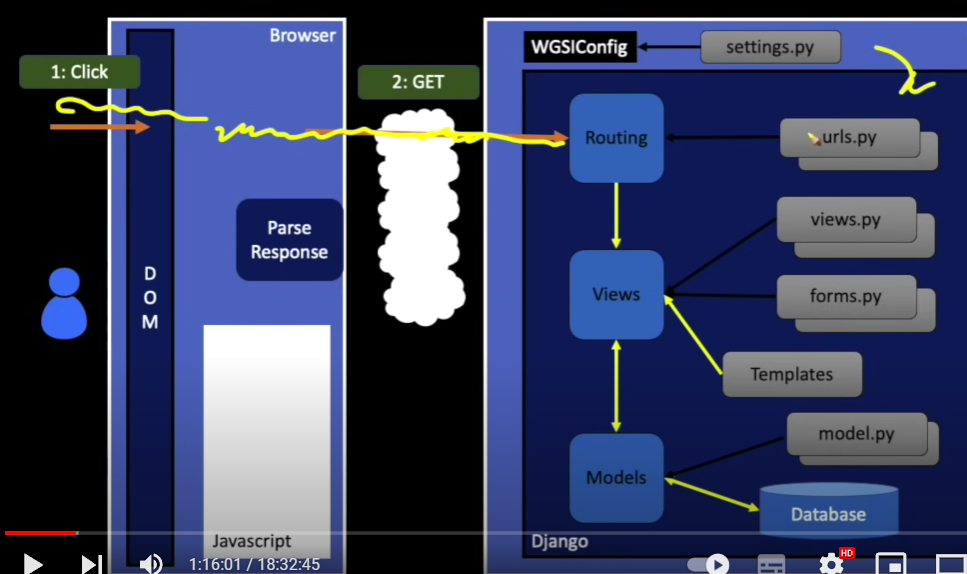 Browser
WGSIConfig
settings.py
1: Click
2: GET
Routing
urls.py
Parse
Response
views.py
D
O
M
Views
forms.py
Templates
model.py
Models
Database
Javascript
Django
1:16:01 / 18:32:45
HD